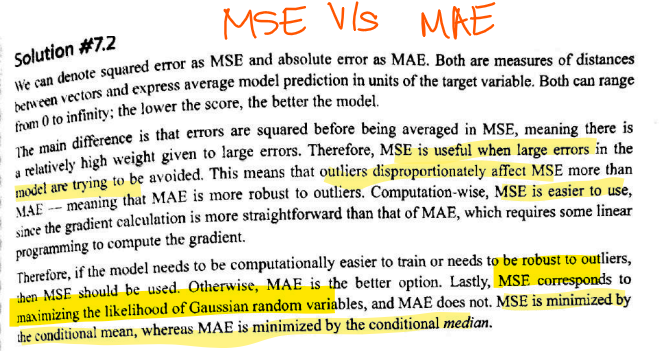 MSE V/s MAE
Solution #7.2
We can denote squared error as MSE and absolute error as MAE. Both are measures of distances
between vectors and express average model prediction in units of the target variable. Both can range
from 0 to infinity; the lower the score, the better the model.
The main difference is that errors are squared before being averaged in MSE, meaning there is
a relatively high weight given to large errors. Therefore, MSE is useful when large errors in the
model are trying to be avoided. This means that outliers disproportionately affect MSE more than
MAE — meaning that MAE is more robust to outliers. Computation-wise, MSE is easier to use,
since the gradient calculation is more straightforward than that of MAE, which requires some linear
programming to compute the gradient.
Therefore, if the model needs to be computationally easier to train or needs to be robust to outliers,
then MSE should be used. Otherwise, MAE is the better option. Lastly, MSE corresponds to
maximizing the likelihood of Gaussian random variables, and MAE does not. MSE is minimized by
the conditional mean, whereas MAE is minimized by the conditional median.